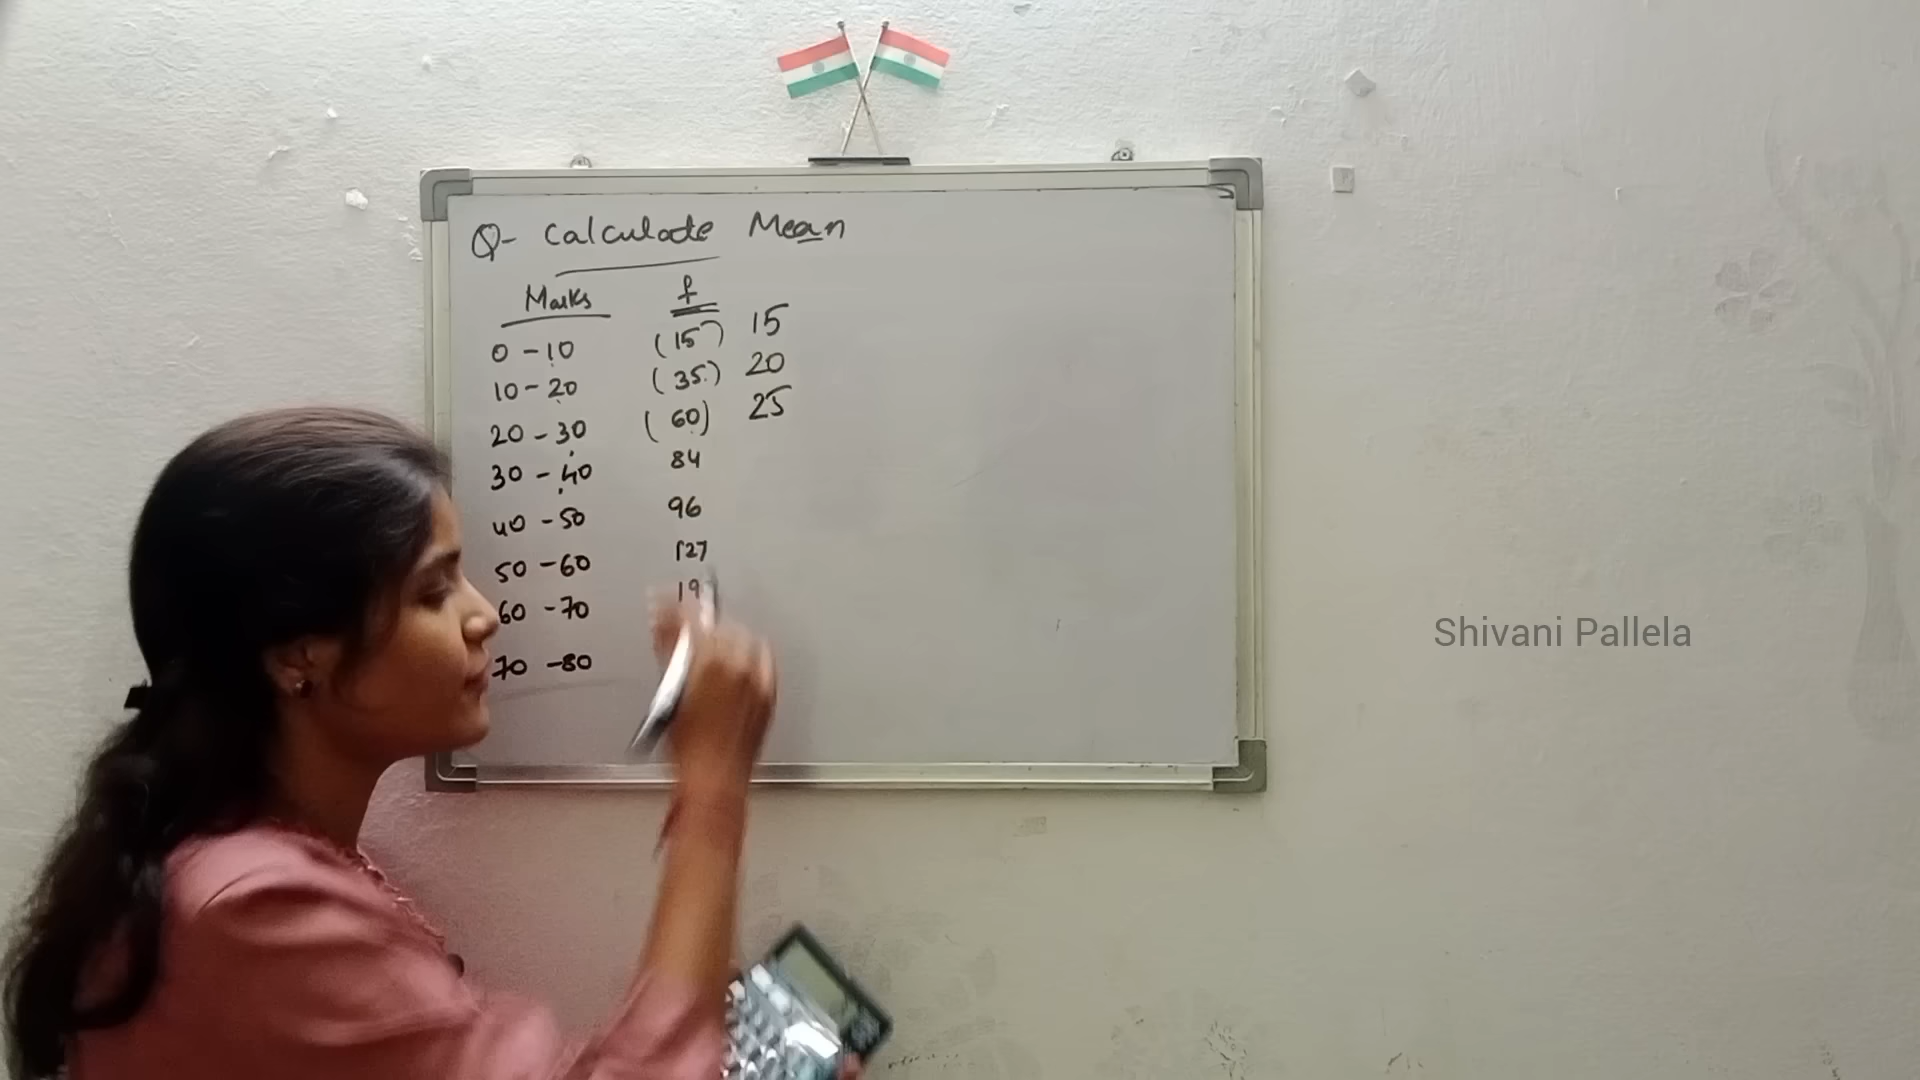 Q- Calculate Mean
Marks f
0 - 10 (15) 15
10 - 20 (35) 20
20 - 30 (60) 25
30 - 40 84
40 - 50 96
50 - 60 127
60 - 70
70 - 80
Shivani Pallela